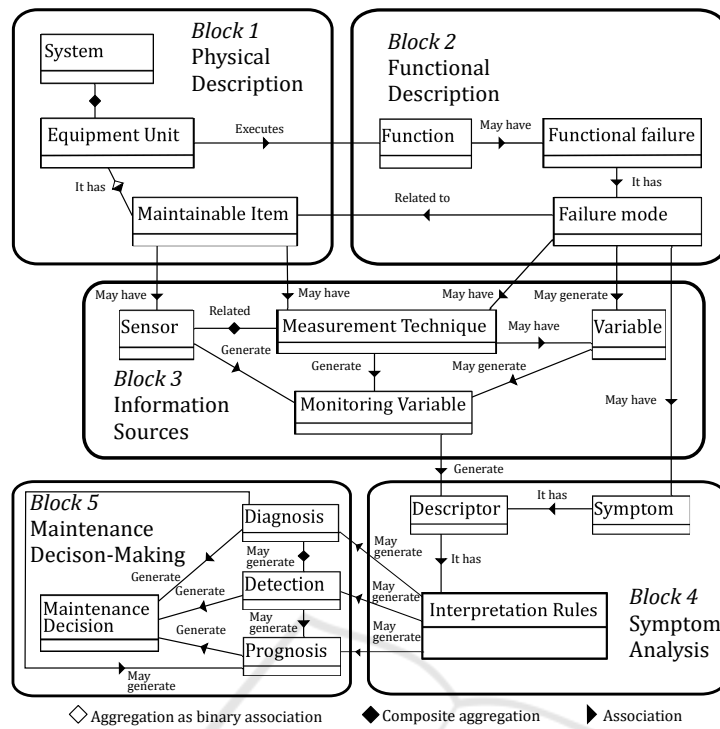 Block 1
Physical
Description
System
Equipment Unit
It has
Maintainable Item
Executes
Block 2
Functional
Description
Function
May have
Functional failure
It has
Related to
Failure mode
May have
May have
May have
May generate
Sensor
Related
Measurement Technique
May have
Variable
Generate
Generate
May generate
Block 3
Information
Sources
Monitoring Variable
May have
Generate
Block 5
Maintenance
Decison-Making
Diagnosis
May
generate
Generate
Detection
Generate
Maintenance
Decision
May
generate
Generate
Prognosis
May
generate
Descriptor
It has
Symptom
It has
May
generate
May
generate
May
generate
Interpretation Rules
Block 4
Symptom
Analysis
Aggregation as binary association
Composite aggregation
Association